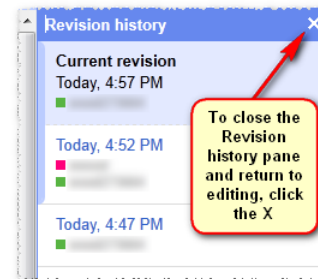 Revision history
Current revision
Today, 4:57 PM
Today, 4:52 PM
Today, 4:47 PM
To close the
Revision
history pane
and return to
editing, click
the X